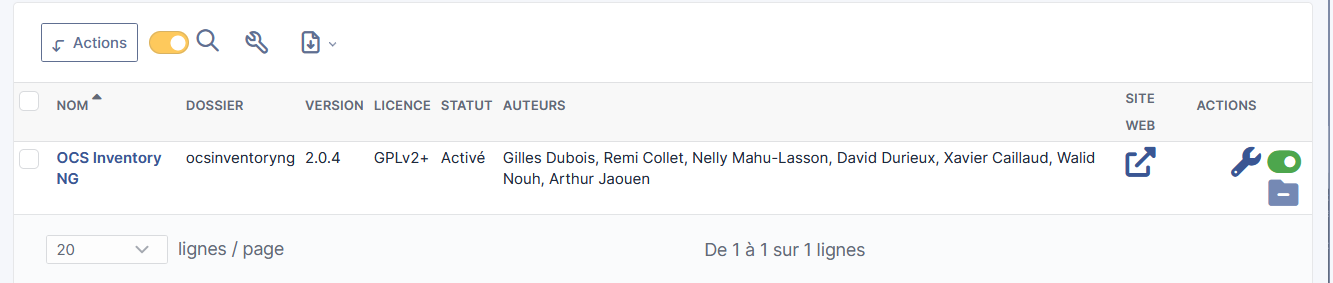 Actions
NOM DOSSIER VERSION LICENCE STATUT AUTEURS SITE WEB ACTIONS
OCS Inventory NG ocsinventoryng 2.0.4 GPLv2+ Activé Gilles Dubois, Remi Collet, Nelly Mahu-Lasson, David Durieux, Xavier Caillaud, Walid
Nouh, Arthur Jaouen
20 lignes / page De 1 à 1 sur 1 lignes